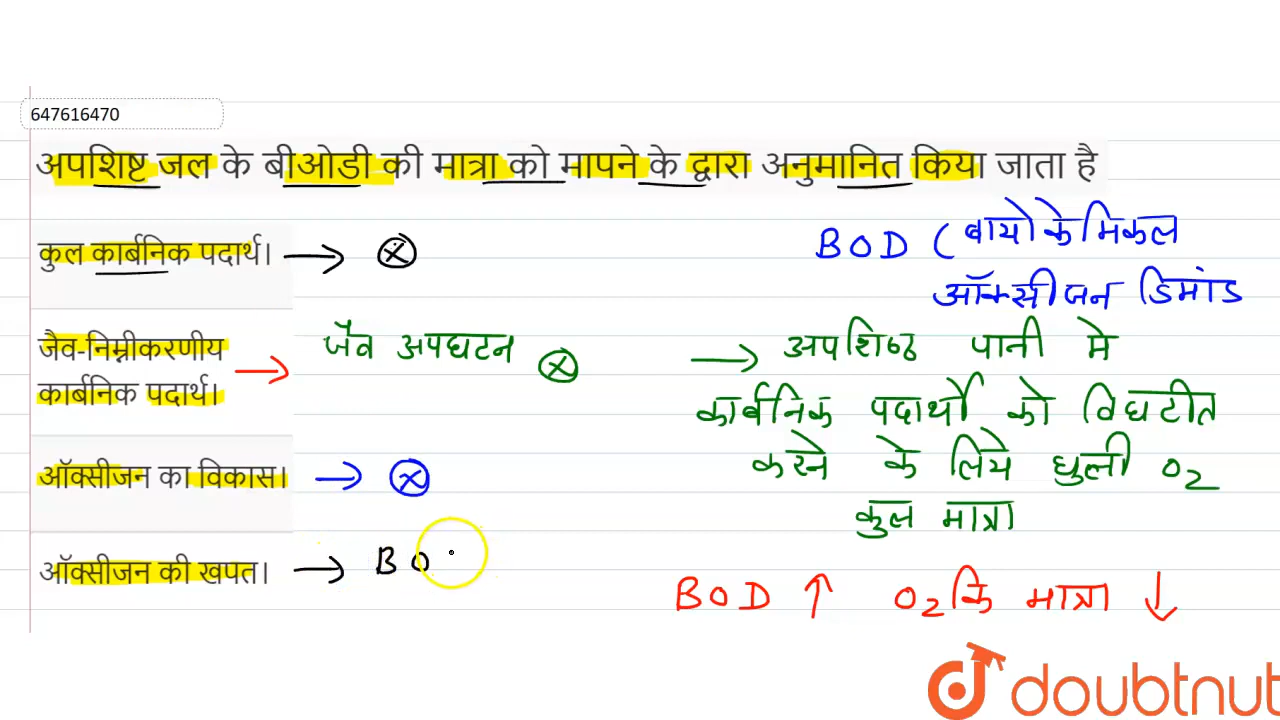 647616470
अपशिष्ट जल के बीओडी की मात्रा को मापने के द्वारा अनुमानित किया जाता है
कुल कार्बनिक पदार्थ।
जैव-निम्नीकरणीय
कार्बनिक पदार्थ।
जैव अपघटन
ऑक्सीजन का विकास।
ऑक्सीजन की खपत।
B O
BOD (बायोकेमिकल
ऑक्सीजन डिमांड
अपशिष्ठ पानी मे
कार्बनिक पदार्थो को विघटीत
करने के लिये घुली O2
कुल मात्रा
BOD ↑ O2 कि मात्रा ↓
doubtnut